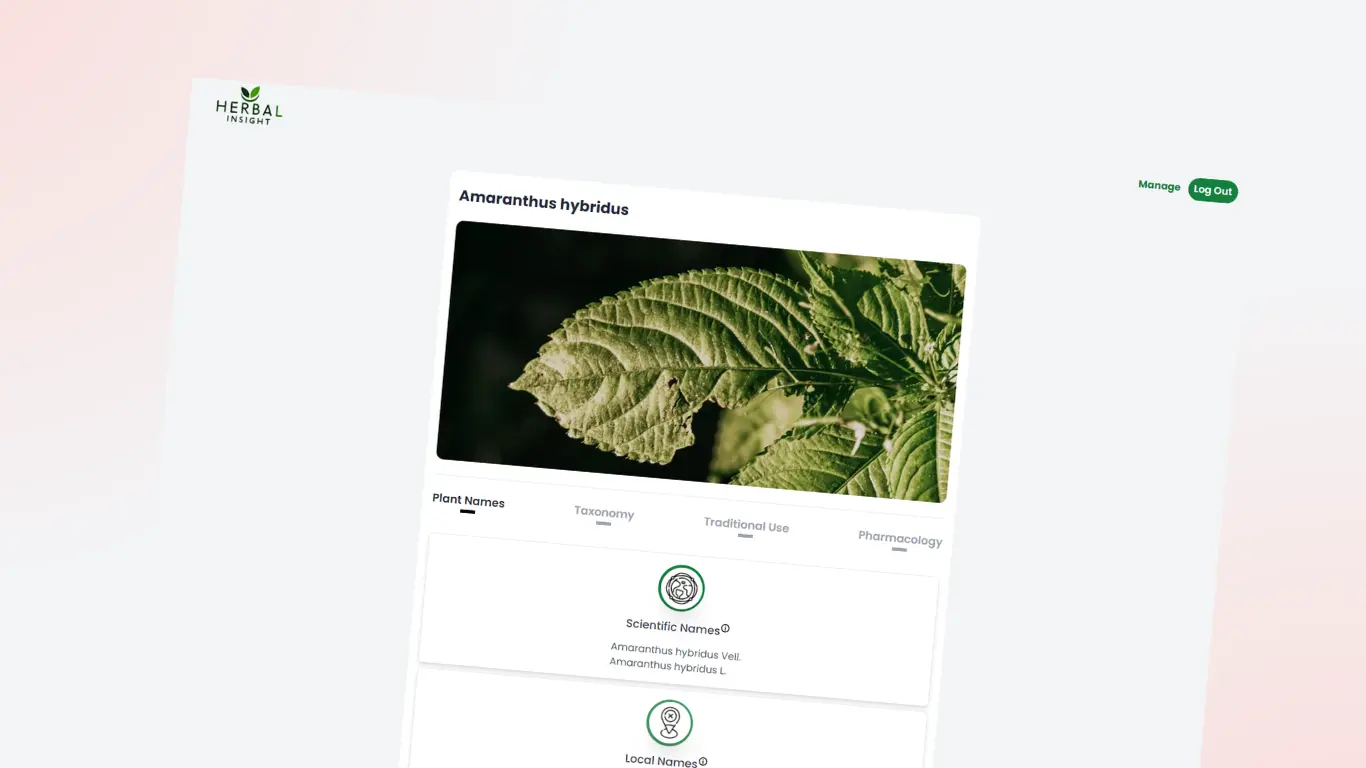 HERBAL
INSIGHT
Manage
Log Out
Amaranthus hybridus
Plant Names
Taxonomy
Traditional Use
Pharmacology
Scientific Names
Amaranthus hybridus Vell.
Amaranthus hybridus L.
Local Names